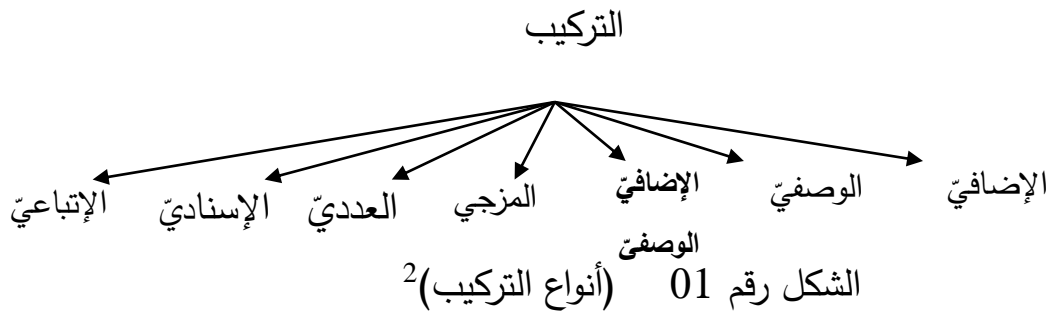 التركيب
الإضافيّ الوصفيّ الإضافيّ المزجي العدديّ الإسناديّ الإتباعيّ
الوصفيّ
الشكل رقم 01 (أنواع التركيب)2